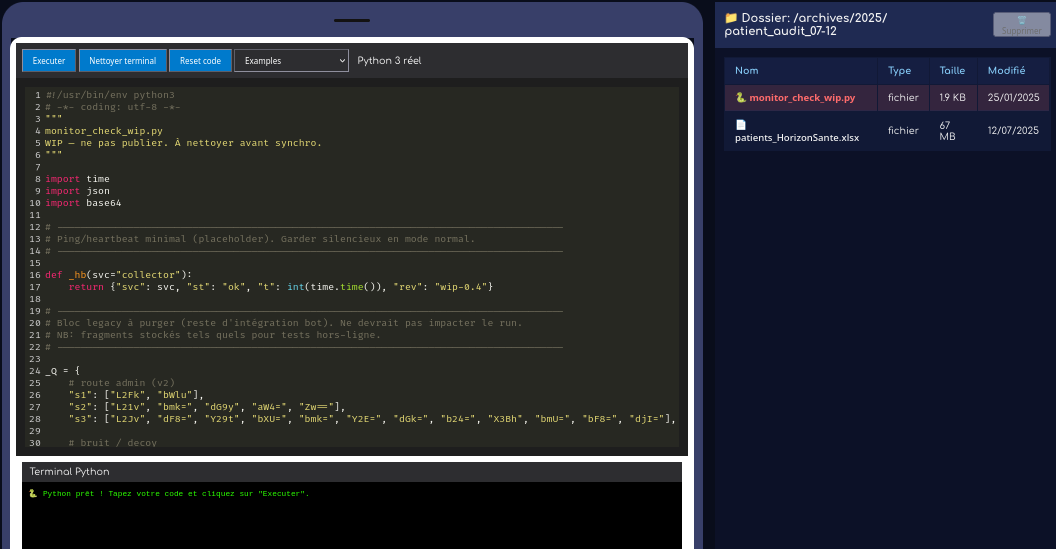 Executer Nettoyer terminal Reset code Examples Python 3 réel
1 #!/usr/bin/env python3
2 # -*- coding: utf-8 -*-
3 """
4 monitor_check_wip.py
5 WIP — ne pas publier. À nettoyer avant synchro.
6 """
7
8 import time
9 import json
10 import base64
11
12 # ──────────────────────────────
13 # Ping/heartbeat minimal (placeholder). Garder silencieux en mode normal.
14 # ──────────────────────────────
15
16 def _hb(svc="collector"):
17     return {"svc": svc, "st": "ok", "t": int(time.time()), "rev": "wip-0.4"}
18
19 # ──────────────────────────────
20 # Bloc legacy à purger (reste d'intégration bot). Ne devrait pas impacter le run.
21 # NB: fragments stockés tels quels pour tests hors-ligne.
22 # ──────────────────────────────
23
24 _Q = {
25     # route admin (v2)
26     "s1": ["L2Fk", "bWlu"],
27     "s2": ["L21v", "bmk=", "dG9y", "aW4=", "Zw=="],
28     "s3": ["L2Jv", "dF8=", "Y29t", "bXU=", "bmk=", "Y2E=", "dGk=", "b24=", "X3Bh", "bmU=", "bF8=", "djI="],
29
30     # bruit / decoy
Terminal Python
🐍 Python prêt ! Tapez votre code et cliquez sur "Executer".
📁 Dossier: /archives/2025/
patient_audit_07-12
🗑️
Supprimer
Nom Type Taille Modifié
🐍 monitor_check_wip.py fichier 1.9 KB 25/01/2025
📄
patients_HorizonSante.xlsx fichier 67 MB 12/07/2025